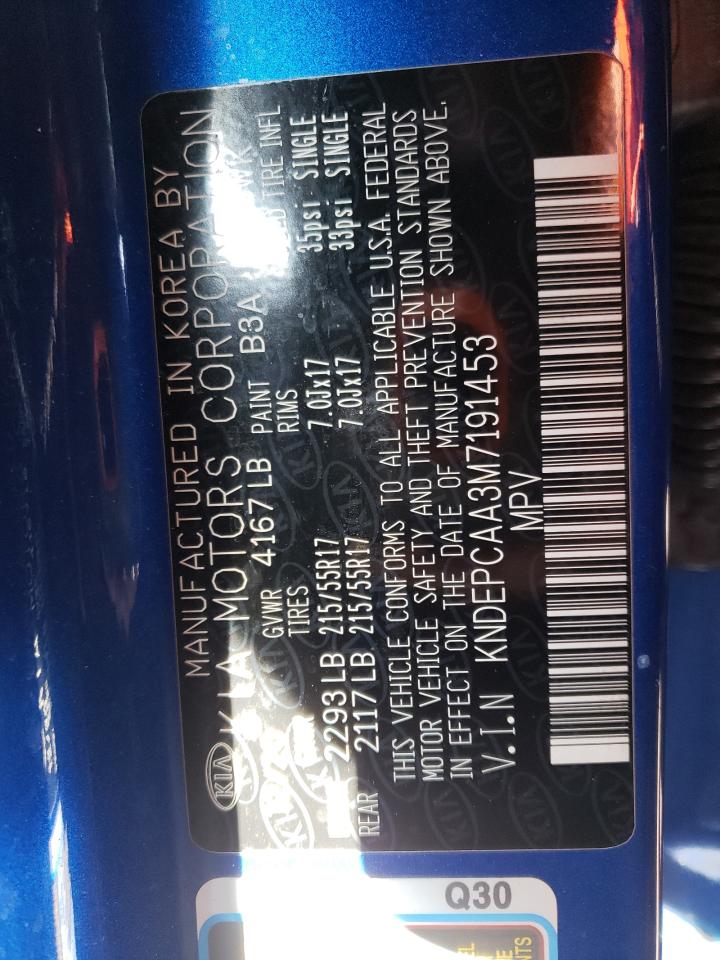 KIA
MANUFACTURED IN KOREA BY
KIA MOTORS CORPORATION
GVWR 4167 LB PAINT B3A
TIRES RIMS TIRE INFL
2293 LB 215/55R17 7.0Jx17 35psi SINGLE
REAR 2117 LB 215/55R17 7.0Jx17 33psi SINGLE
THIS VEHICLE CONFORMS TO ALL APPLICABLE U.S.A. FEDERAL
MOTOR VEHICLE SAFETY AND THEFT PREVENTION STANDARDS
IN EFFECT ON THE DATE OF MANUFACTURE SHOWN ABOVE.
V.I.N KNDEPCAA3M7191453
MPV
Q30